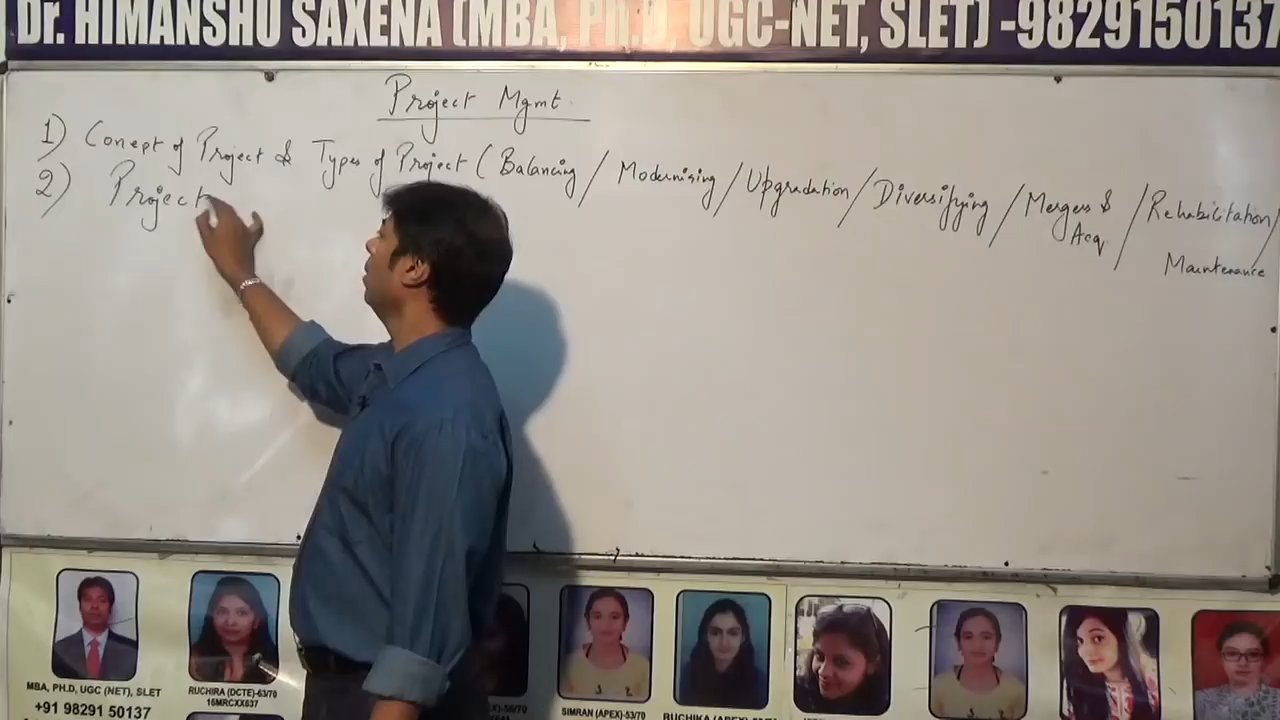 Dr. HIMANSHU SAXENA (MBA, Ph.D, UGC-NET, SLET) -9829150137
Project Mgmt.
1) Conept of Project & Types of Project (Balancing / Modernising / Upgradation / Diversifying / Mergers & Acq / Rehabilitation /
Maintenance
2) Project
MBA, PH.D, UGC (NET), SLET
+91 98291 50137
RUCHIRA (DCTE)-63/70
15MRCXX637
SIMRAN (APEX)-53/70
RUCHIKA